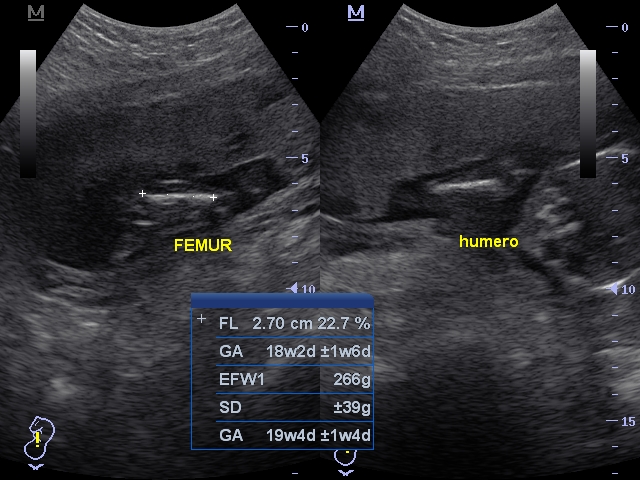 M
M
0
0
5
5
FEMUR
humero
10
10
+ FL 2.70 cm 22.7 %
GA 18w2d ±1w6d
EFW1 266g
SD ±39g
GA 19w4d ±1w4d
15